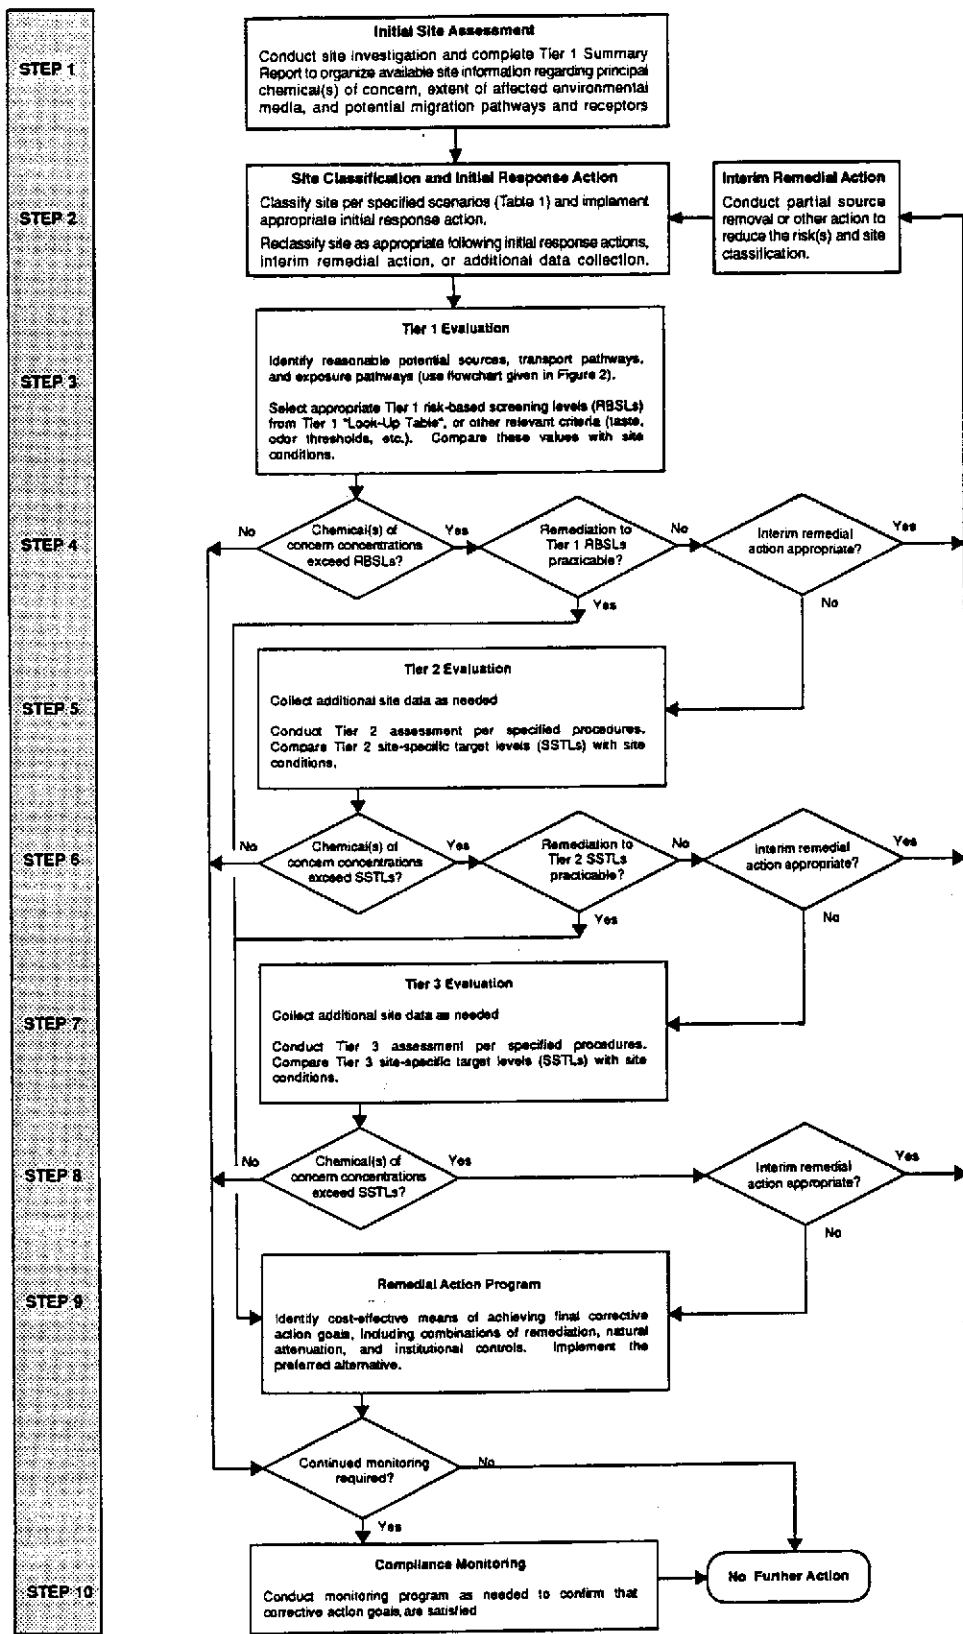 STEP 1
Initial Site Assessment
Conduct site investigation and complete Tier 1 Summary
Report to organize available site information regarding principal
chemical(s) of concern, extent of affected environmental
media, and potential migration pathways and receptors
STEP 2
Site Classification and Initial Response Action
Classify site per specified scenarios (Table 1) and implement
appropriate initial response action.
Reclassify site as appropriate following initial response actions,
interim remedial action, or additional data collection.
Interim Remedial Action
Conduct partial source
removal or other action to
reduce the risk(s) and site
classification.
STEP 3
Tier 1 Evaluation
Identify reasonable potential sources, transport pathways,
and exposure pathways (use flowchart given in Figure 2).
Select appropriate Tier 1 risk-based screening levels (RBSLs)
from Tier 1 "Look-Up Table", or other relevant criteria (taste,
odor thresholds, etc.). Compare these values with site
conditions.
STEP 4
No
Chemical(s) of
concern concentrations
exceed RBSLs?
Yes
Remediation to
Tier 1 RBSLs
practicable?
No
Interim remedial
action appropriate?
Yes
Yes
No
STEP 5
Tier 2 Evaluation
Collect additional site data as needed
Conduct Tier 2 assessment per specified procedures.
Compare Tier 2 site-specific target levels (SSTLs) with site
conditions.
STEP 6
No
Chemical(s) of
concern concentrations
exceed SSTLs?
Yes
Remediation to
Tier 2 SSTLs
practicable?
No
Interim remedial
action appropriate?
Yes
Yes
No
STEP 7
Tier 3 Evaluation
Collect additional site data as needed
Conduct Tier 3 assessment per specified procedures.
Compare Tier 3 site-specific target levels (SSTLs) with site
conditions.
STEP 8
No
Chemical(s) of
concern concentrations
exceed SSTLs?
Yes
Interim remedial
action appropriate?
Yes
No
STEP 9
Remedial Action Program
Identify cost-effective means of achieving final corrective
action goals, including combinations of remediation, natural
attenuation, and institutional controls. Implement the
preferred alternative.
Continued monitoring
required?
No
Yes
STEP 10
Compliance Monitoring
Conduct monitoring program as needed to confirm that
corrective action goals, are satisfied
No Further Action